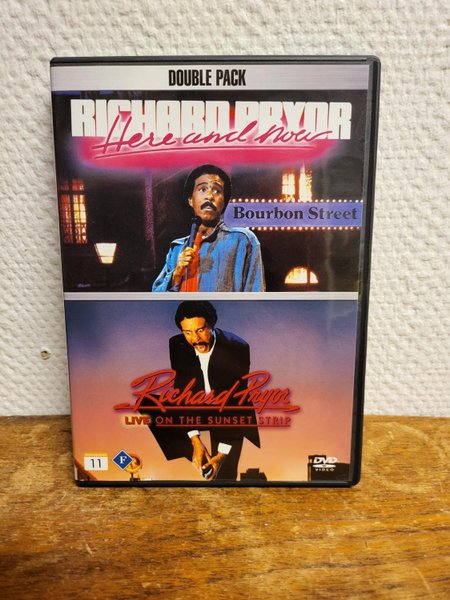 DOUBLE PACK
RICHARD PRYOR
Here and Now
Bourbon Street
Richard Pryor
LIVE ON THE SUNSET STRIP
11
F
DVD
VIDEO